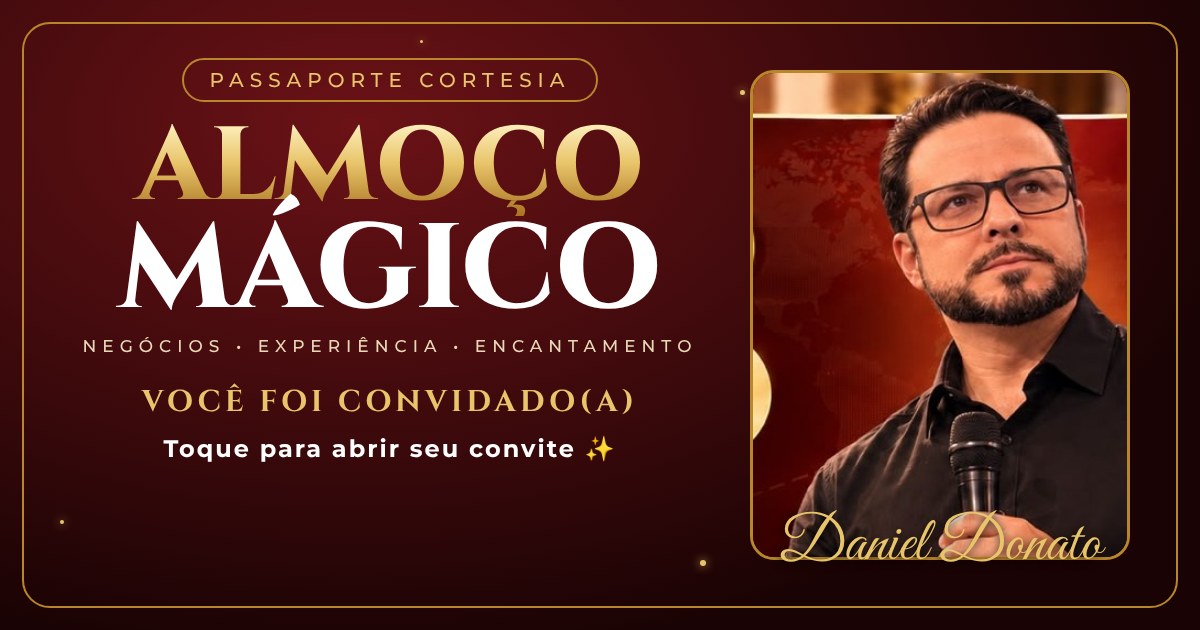 PASSAPORTE CORTESIA
ALMOÇO
MÁGICO
NEGÓCIOS • EXPERIÊNCIA • ENCANTAMENTO
VOCÊ FOI CONVIDADO(A)
Toque para abrir seu convite ✨
Daniel Donato